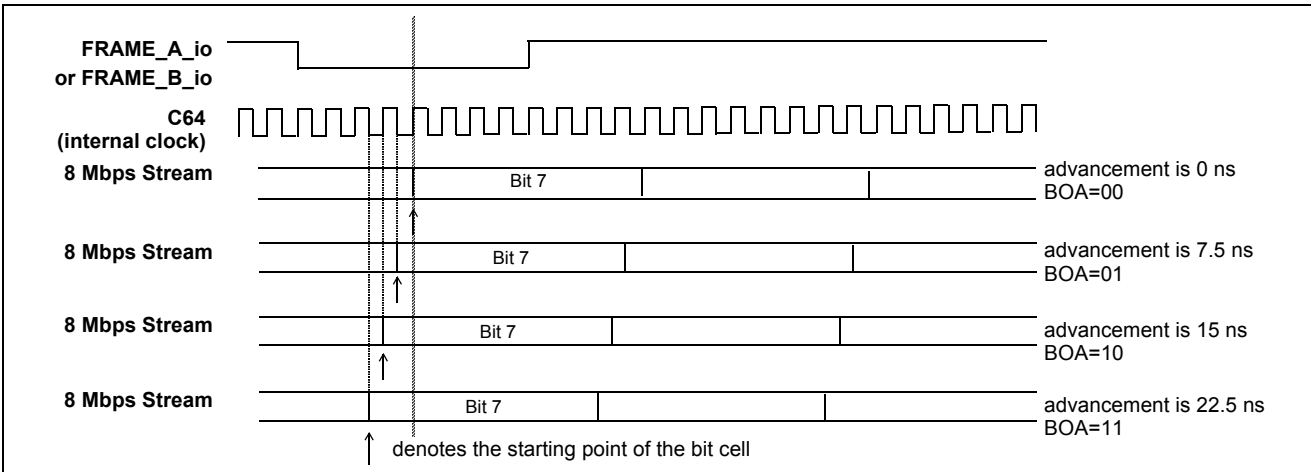 FRAME_A_io
or FRAME_B_io
C64
(internal clock)
8 Mbps Stream
Bit 7
advancement is 0 ns
BOA=00
8 Mbps Stream
Bit 7
advancement is 7.5 ns
BOA=01
8 Mbps Stream
Bit 7
advancement is 15 ns
BOA=10
8 Mbps Stream
Bit 7
advancement is 22.5 ns
BOA=11
denotes the starting point of the bit cell